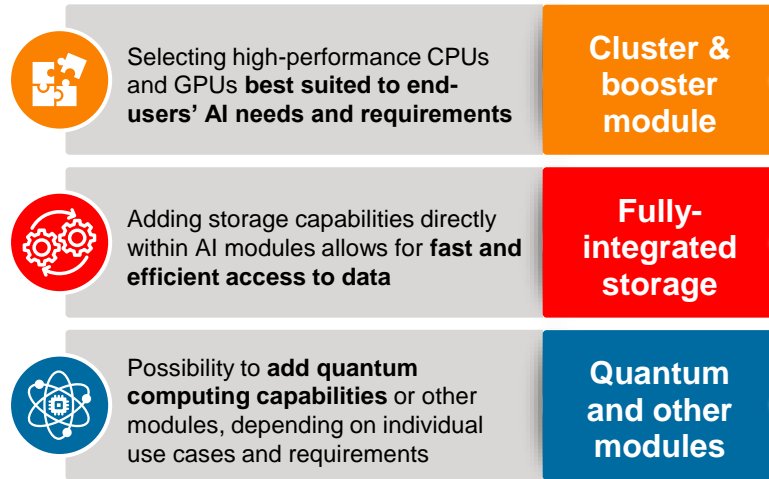 Selecting high-performance CPUs
and GPUs best suited to end-
users’ AI needs and requirements
Cluster &
booster
module
Adding storage capabilities directly
within AI modules allows for fast and
efficient access to data
Fully-
integrated
storage
Possibility to add quantum
computing capabilities or other
modules, depending on individual
use cases and requirements
Quantum
and other
modules